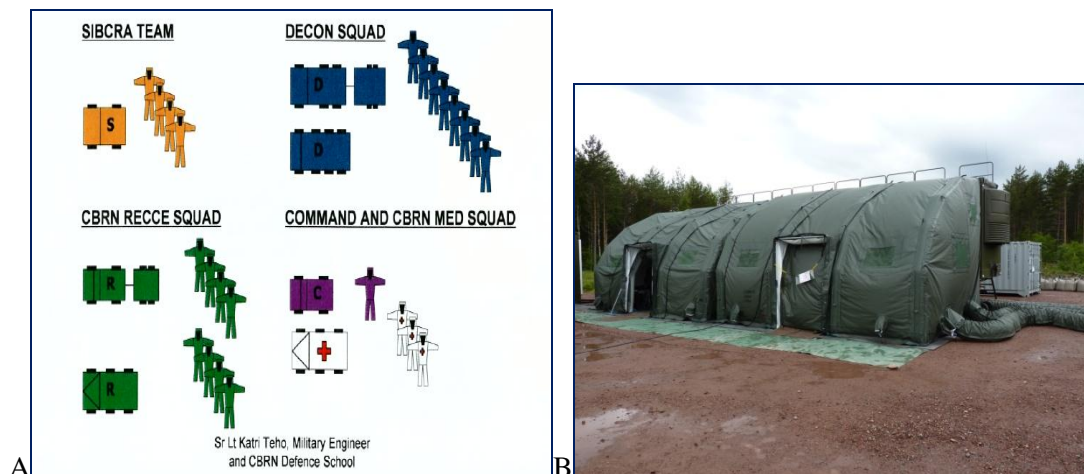 SIBCRA TEAM
S
DECON SQUAD
D
D
CBRN RECCE SQUAD
R
R
COMMAND AND CBRN MED SQUAD
C
Sr Lt Katri Teho, Military Engineer
and CBRN Defence School
A
B